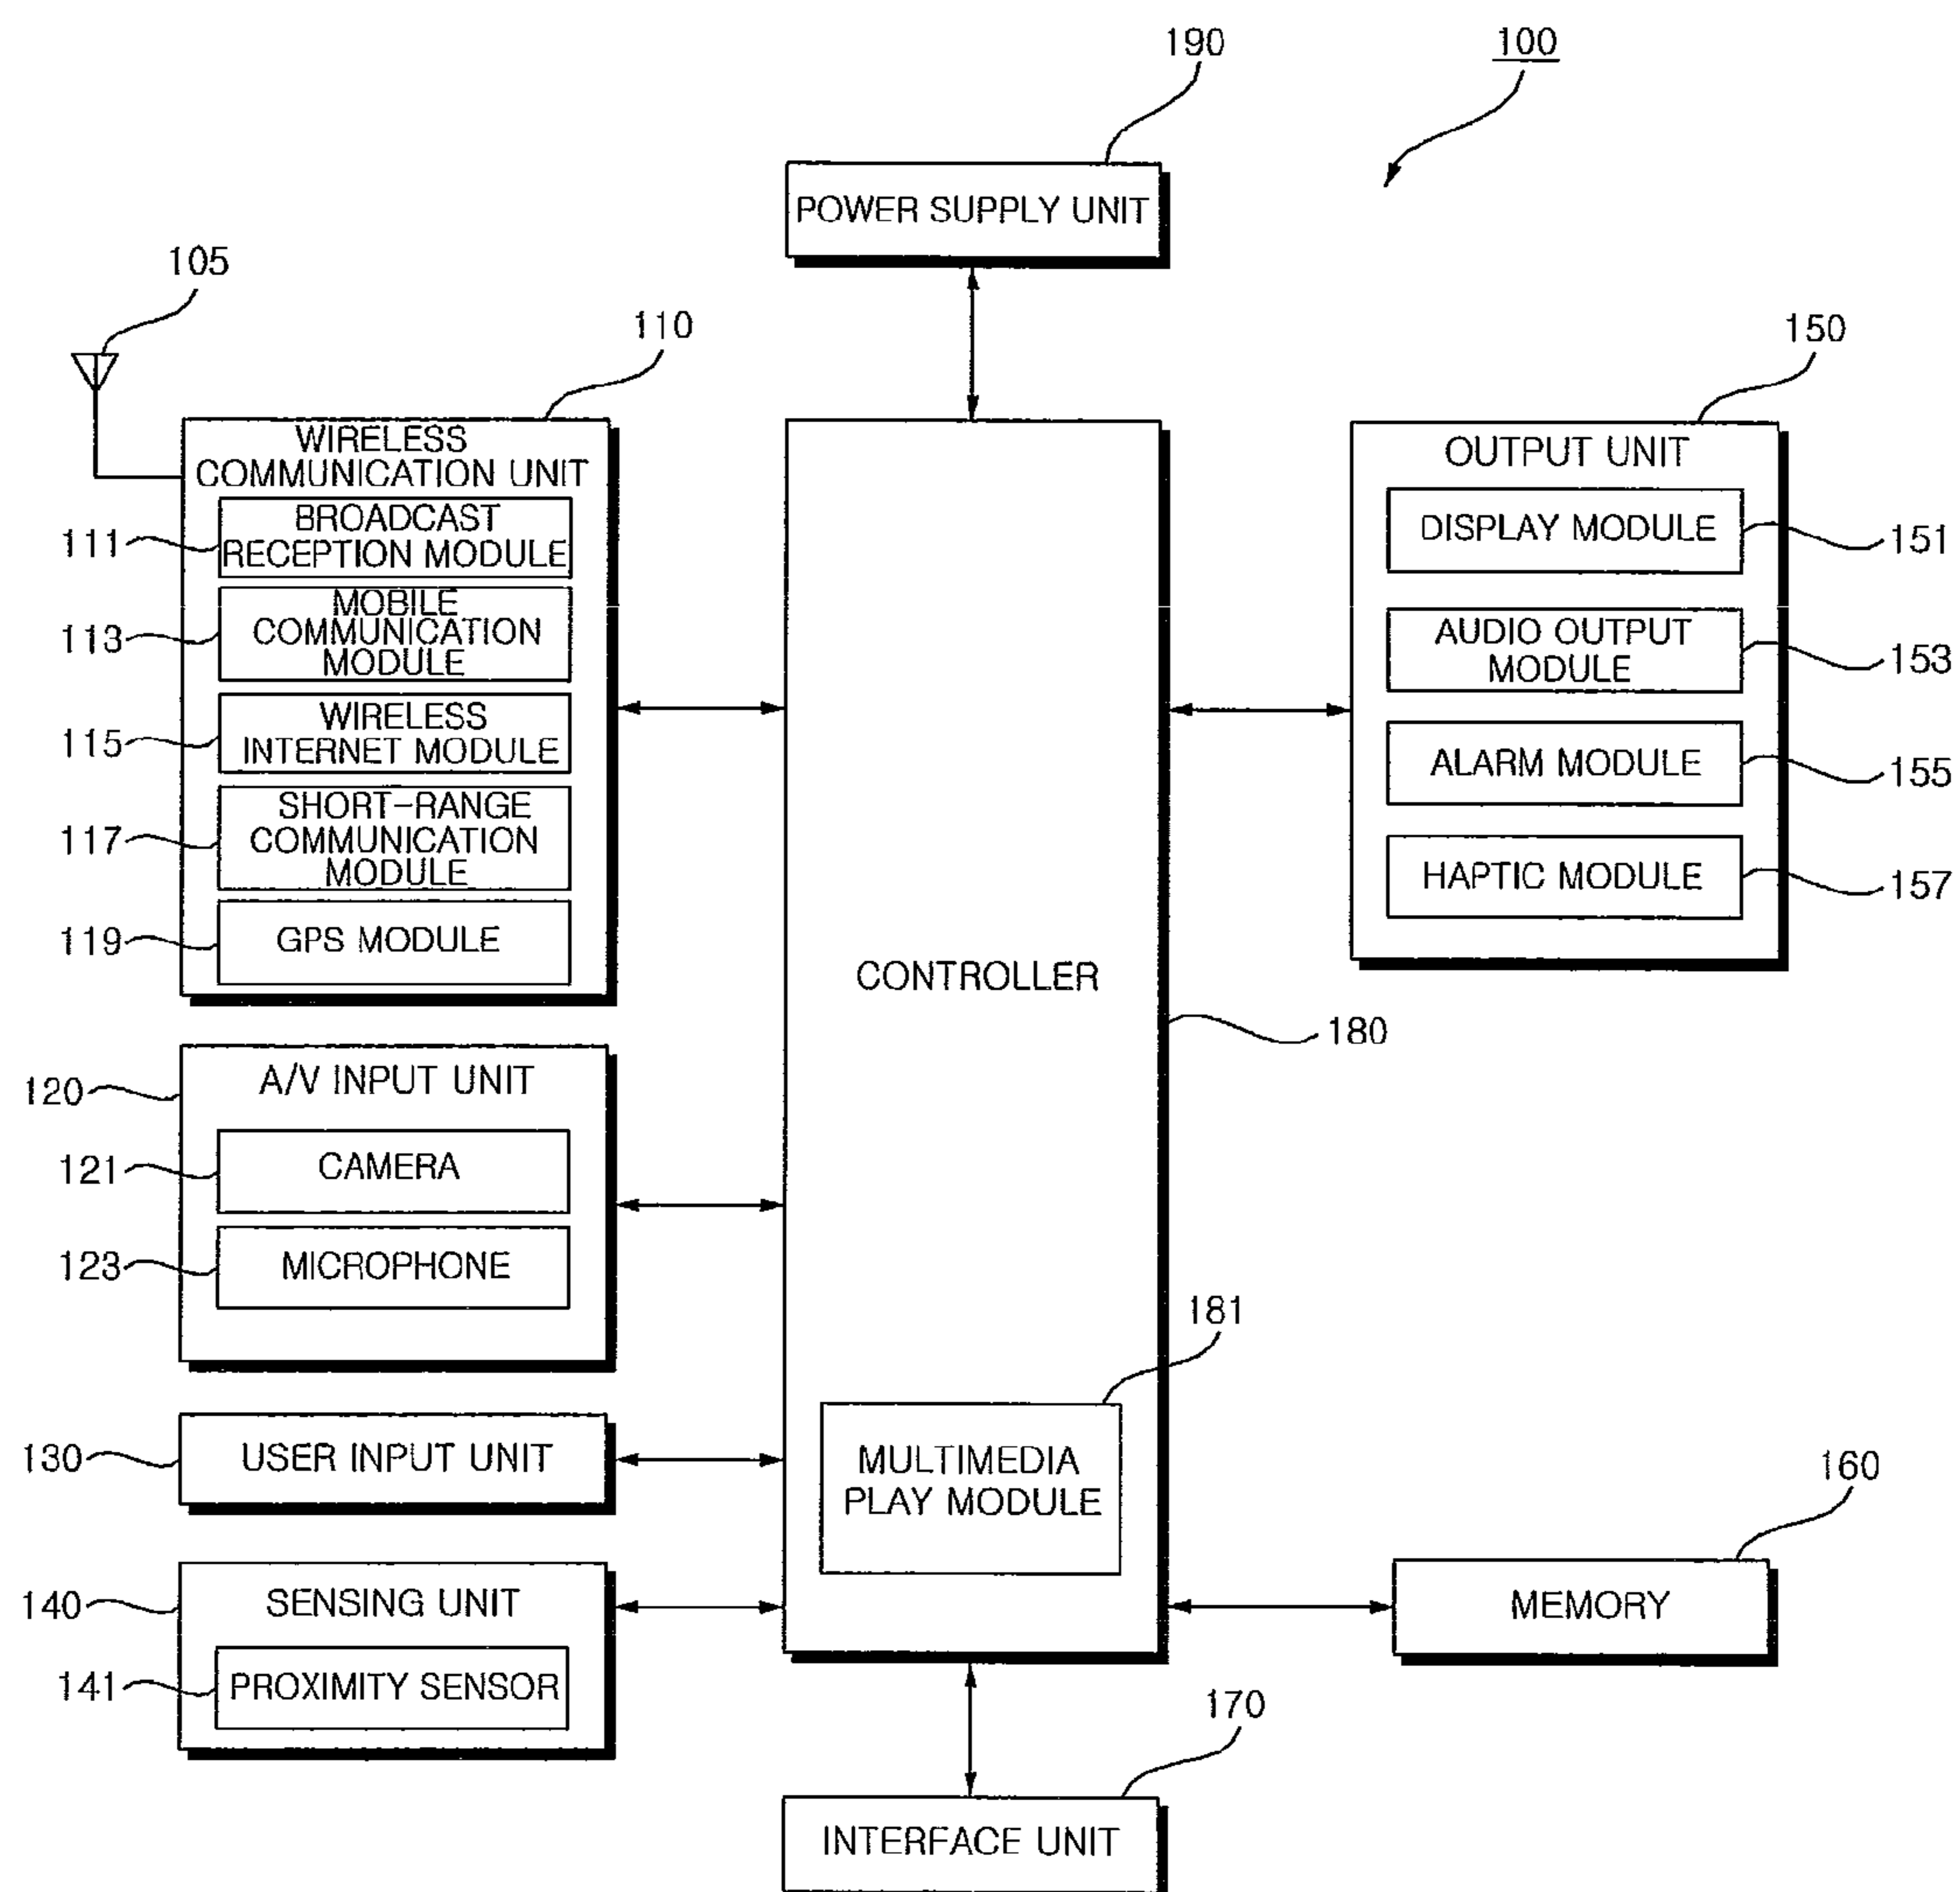 190
100
POWER SUPPLY UNIT
105
110
150
WIRELESS
COMMUNICATION UNIT
111
BROADCAST
RECEPTION MODULE
113
MOBILE
COMMUNICATION
MODULE
115
WIRELESS
INTERNET MODULE
117
SHORT-RANGE
COMMUNICATION
MODULE
119
GPS MODULE
OUTPUT UNIT
DISPLAY MODULE
151
AUDIO OUTPUT
MODULE
153
ALARM MODULE
155
HAPTIC MODULE
157
CONTROLLER
180
120
A/V INPUT UNIT
121
CAMERA
123
MICROPHONE
181
MULTIMEDIA
PLAY MODULE
130
USER INPUT UNIT
160
MEMORY
140
SENSING UNIT
141
PROXIMITY SENSOR
170
INTERFACE UNIT